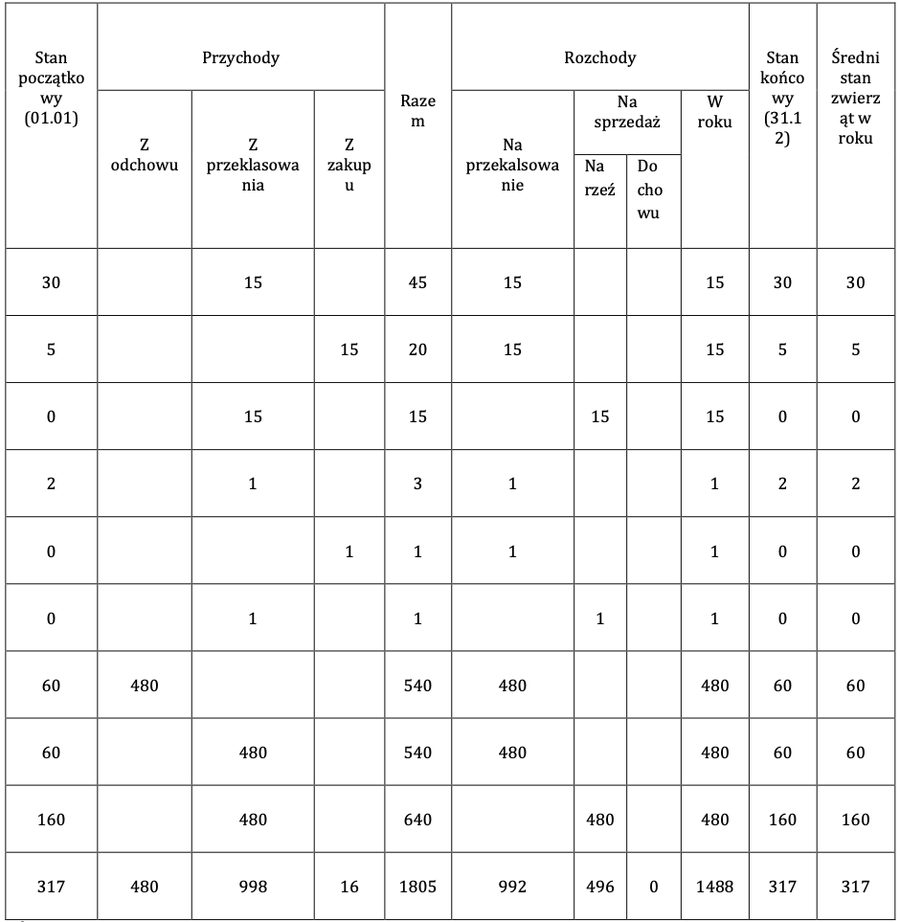 Stan
początko
wy
(01.01)
Przychody
Raze
m
Rozchody
Stan
końco
wy
(31.1
2)
Średni
stan
zwierz
ąt w
roku
Z
odchowu
Z
przeklasowa
nia
Z
zakup
u
Na
przekalsowa
nie
Na
sprzedaż
W
roku
Na
rzeź
Do
cho
wu
30 15 45 15 15 30 30
5 15 20 15 15 5 5
0 15 15 15 15 0 0
2 1 3 1 1 2 2
0 1 1 1 1 0 0
0 1 1 1 1 0 0
60 480 540 480 480 60 60
60 480 540 480 480 60 60
160 480 640 480 480 160 160
317 480 998 16 1805 992 496 0 1488 317 317